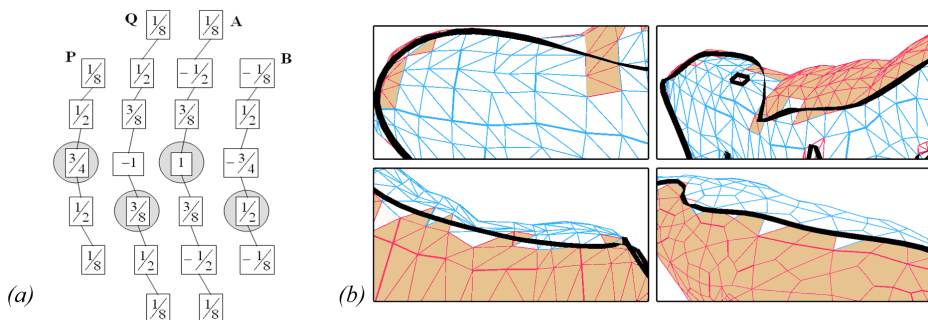 Q 1/8 1/8 A
P 1/8 1/2 -1/2 -1/8 B
1/2 3/8 3/8 1/2
3/4 -1 1 -3/4
1/2 3/8 3/8 1/2
1/8 1/2 -1/2 -1/8
1/8 1/8
(a) (b)